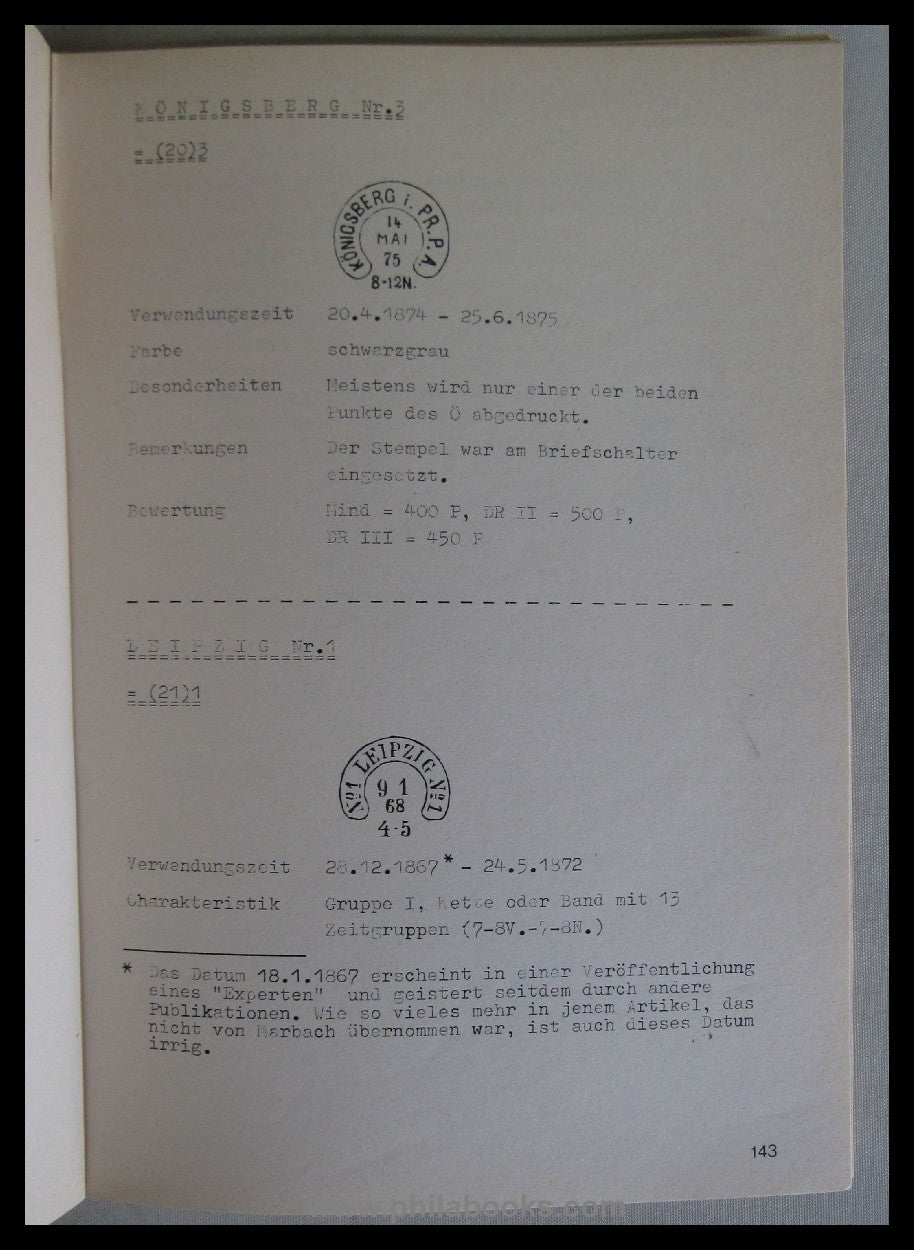 KÖNIGSBERG Nr.3
= (20)3
KÖNIGSBERG i. PR. P. A.
14
MAI
75
8-12N.
Verwendungszeit 20.4.1874 - 25.6.1875
Farbe schwarzgrau
Besonderheiten Meistens wird nur einer der beiden
Punkte des Ö abgedruckt.
Bemerkungen Der Stempel war am Briefschalter
eingesetzt.
Bewertung Mind = 400 P, DR II = 500 P,
DR III = 450 P
LEIPZIG Nr.1
= (21)1
No1 LEIPZIG No1
9 1
68
4-5
Verwendungszeit 28.12.1867* - 24.5.1872
Charakteristik Gruppe I, Kette oder Band mit 13
Zeitgruppen (7-8V.-7-8N.)
* Das Datum 18.1.1867 erscheint in einer Veröffentlichung
eines "Experten" und geistert seitdem durch andere
Publikationen. Wie so vieles mehr in jenem Artikel, das
nicht von Marbach übernommen war, ist auch dieses Datum
irrig.
143
philabooks.com